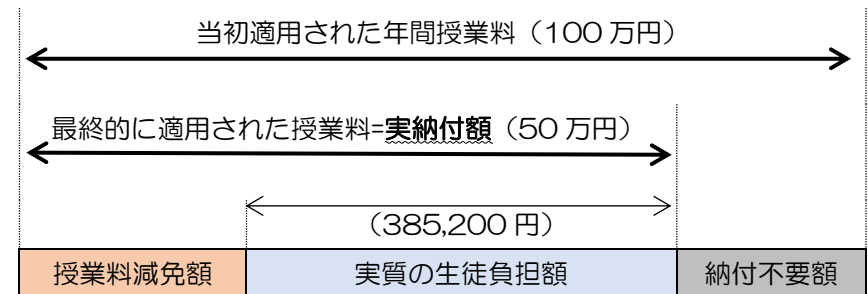 当初適用された年間授業料（100万円）
最終的に適用された授業料=実納付額（50万円）
（385,200円）
授業料減免額 実質の生徒負担額 納付不要額